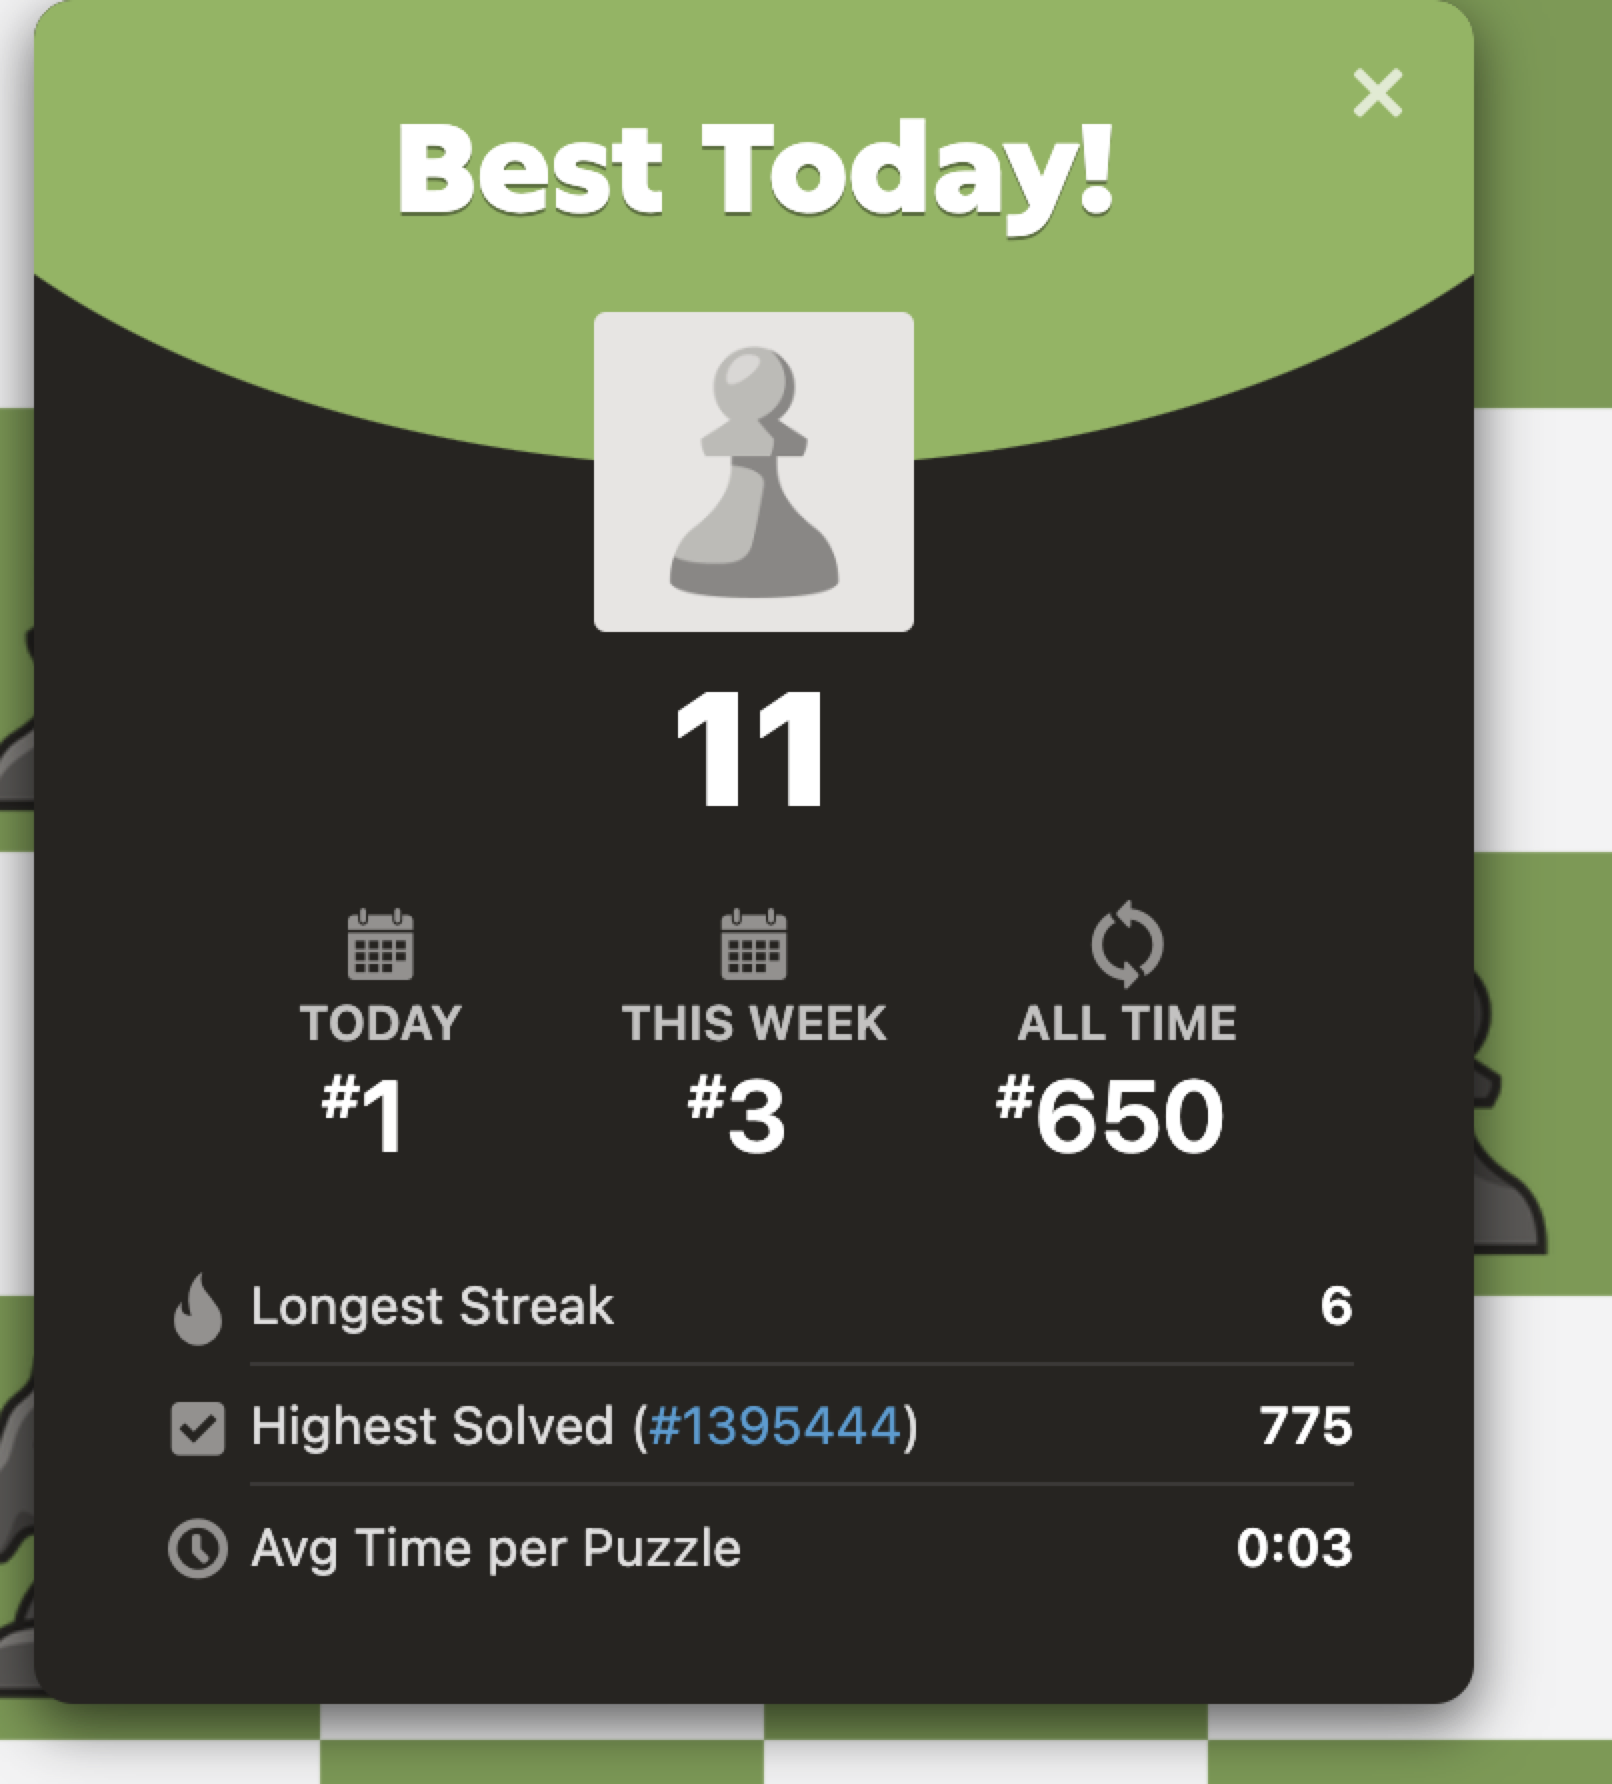 Best Today!
11
TODAY
THIS WEEK
ALL TIME
#1
#3
#650
Longest Streak 6
Highest Solved (#1395444) 775
Avg Time per Puzzle 0:03